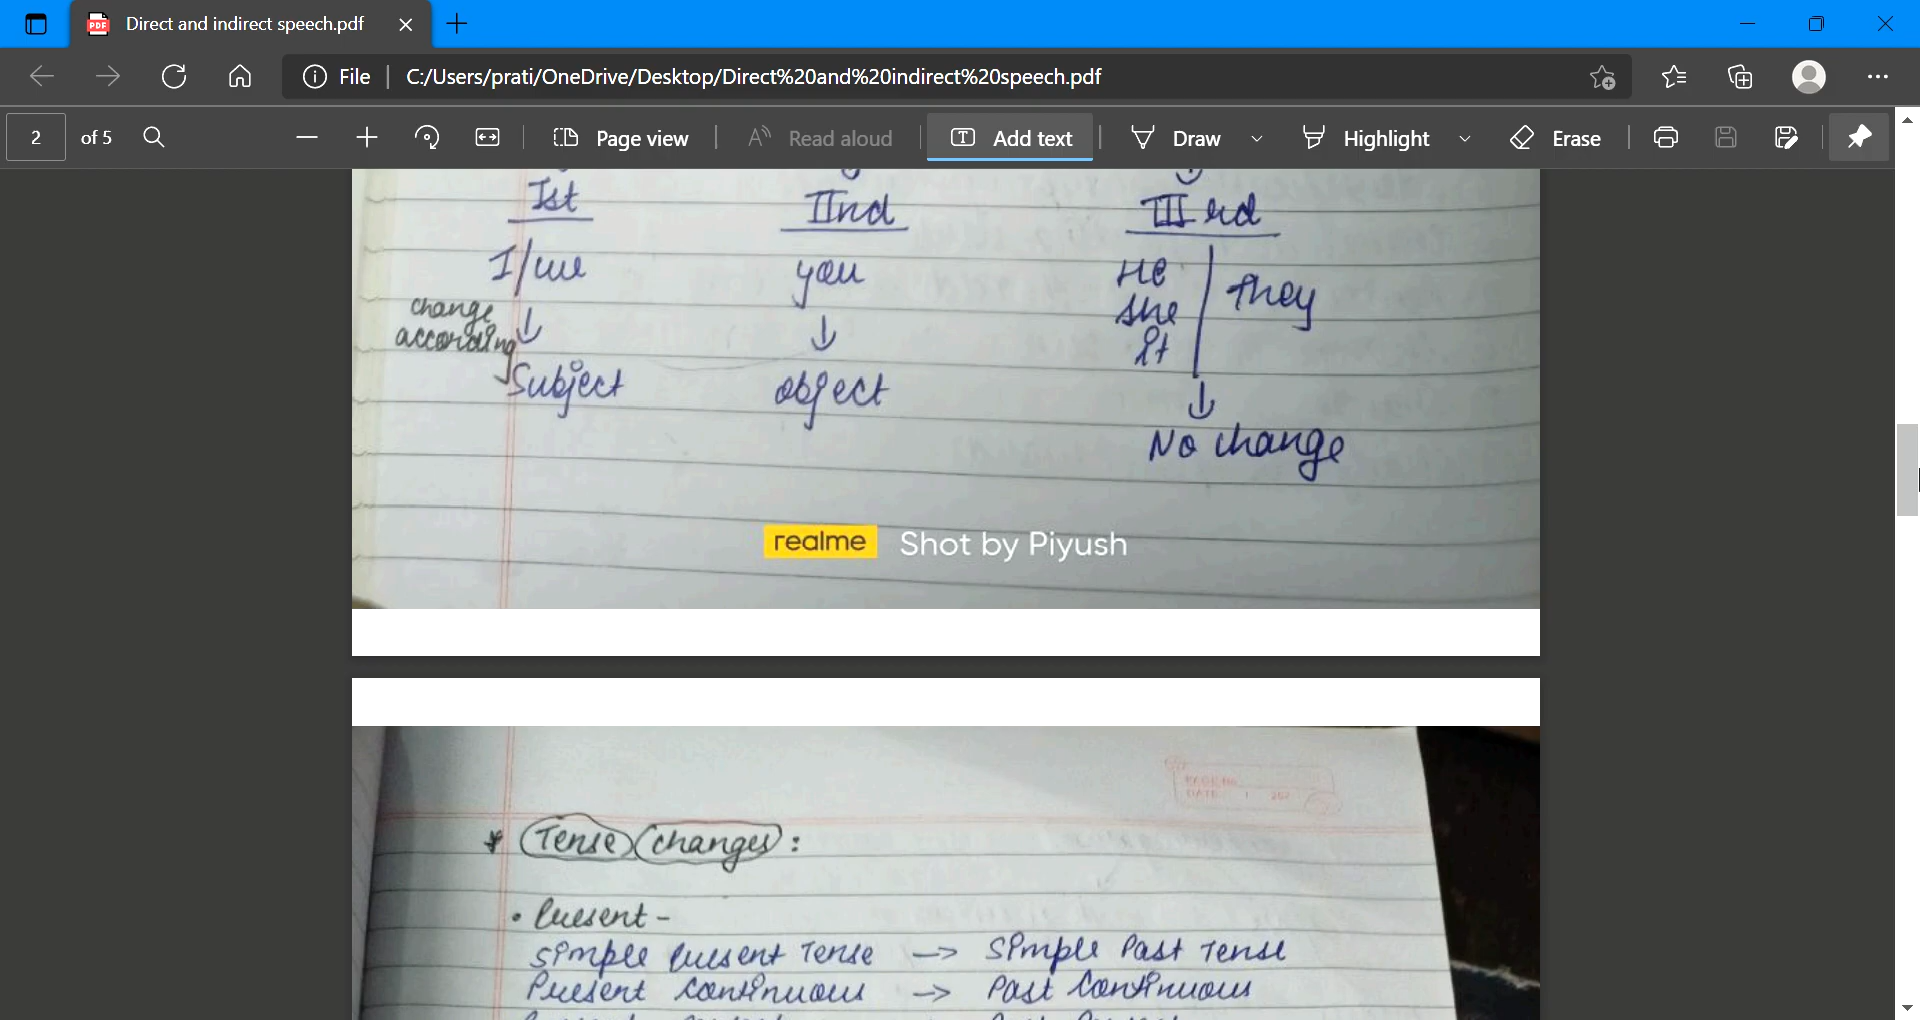 Direct and indirect speech.pdf
File C:/Users/prati/OneDrive/Desktop/Direct%20and%20indirect%20speech.pdf
2 of 5 Page view Read aloud Add text Draw Highlight Erase
Ist IInd IIIrd
I/we you He
she they
it
change
according
Subject object
No change
realme Shot by Piyush
PAGE No.
DATE
* Tense changes :
• Present -
Simple Present Tense → Simple Past Tense
Present Continuous → Past Continuous